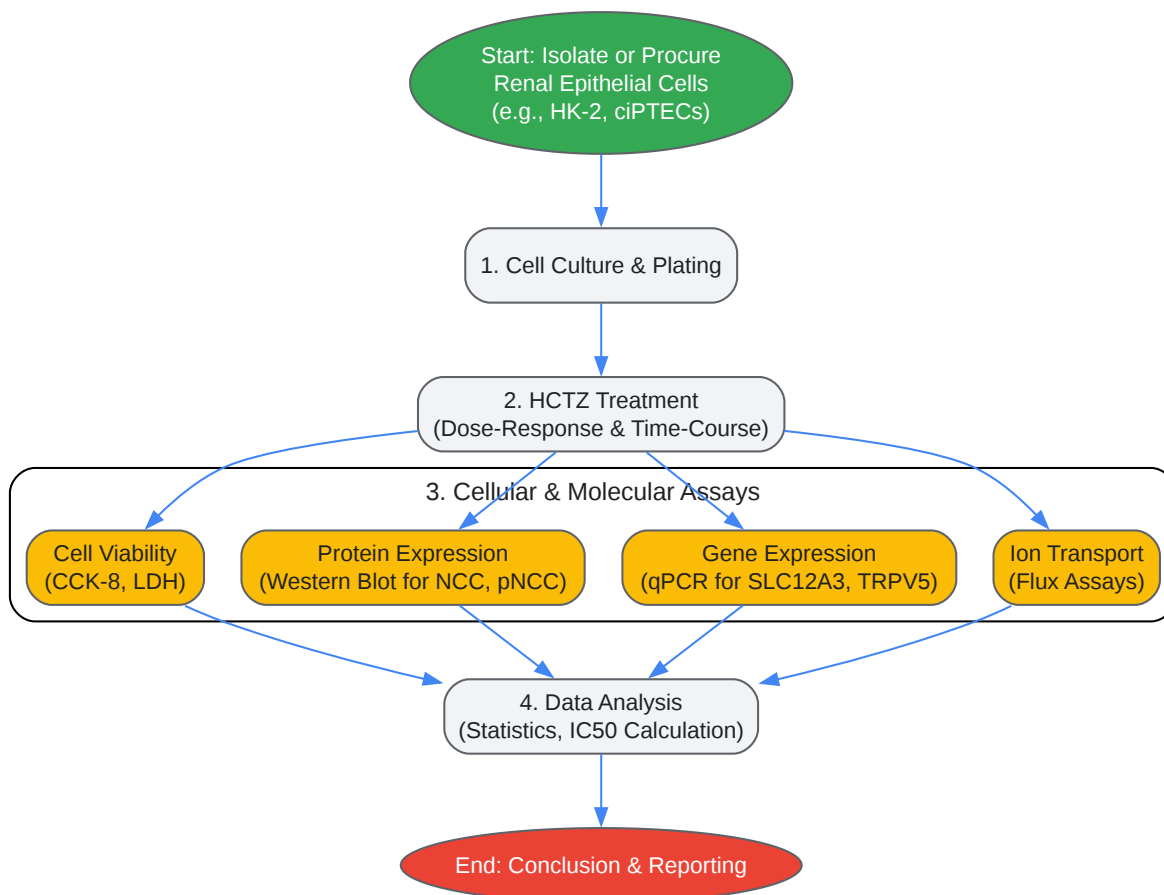 Start: Isolate or Procure
Renal Epithelial Cells
(e.g., HK-2, ciPTECs)
1. Cell Culture & Plating
2. HCTZ Treatment
(Dose-Response & Time-Course)
3. Cellular & Molecular Assays
Cell Viability
(CCK-8, LDH)
Protein Expression
(Western Blot for NCC, pNCC)
Gene Expression
(qPCR for SLC12A3, TRPV5)
Ion Transport
(Flux Assays)
4. Data Analysis
(Statistics, IC50 Calculation)
End: Conclusion & Reporting